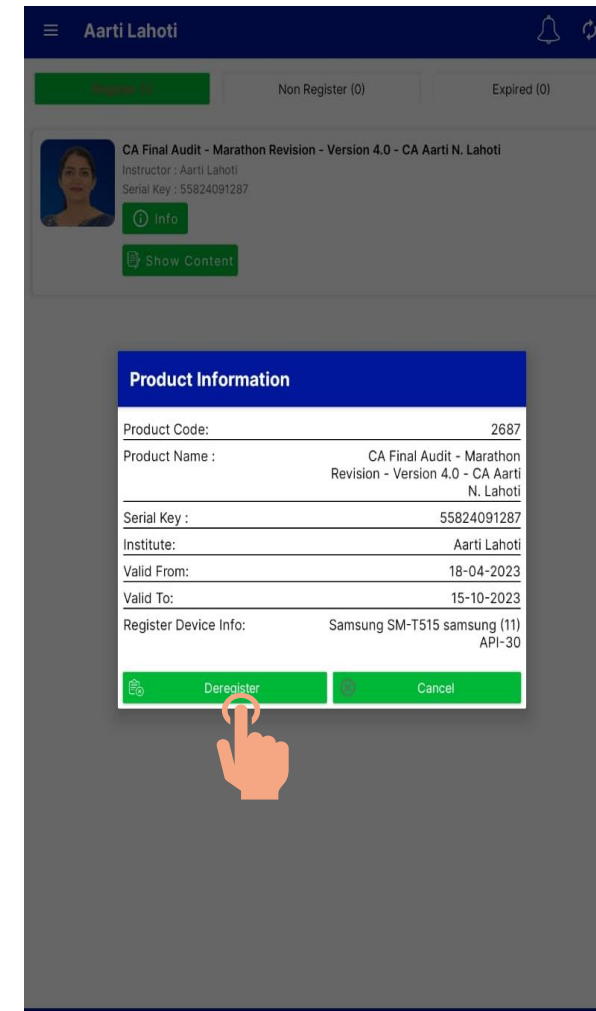 Aarti Lahoti
Register (1)
Non Register (0)
Expired (0)
CA Final Audit - Marathon Revision - Version 4.0 - CA Aarti N. Lahoti
Instructor : Aarti Lahoti
Serial Key : 55824091287
Info
Show Content
Product Information
Product Code:
2687
Product Name :
CA Final Audit - Marathon
Revision - Version 4.0 - CA Aarti
N. Lahoti
Serial Key :
55824091287
Institute:
Aarti Lahoti
Valid From:
18-04-2023
Valid To:
15-10-2023
Register Device Info:
Samsung SM-T515 samsung (11)
API-30
Deregister
Cancel